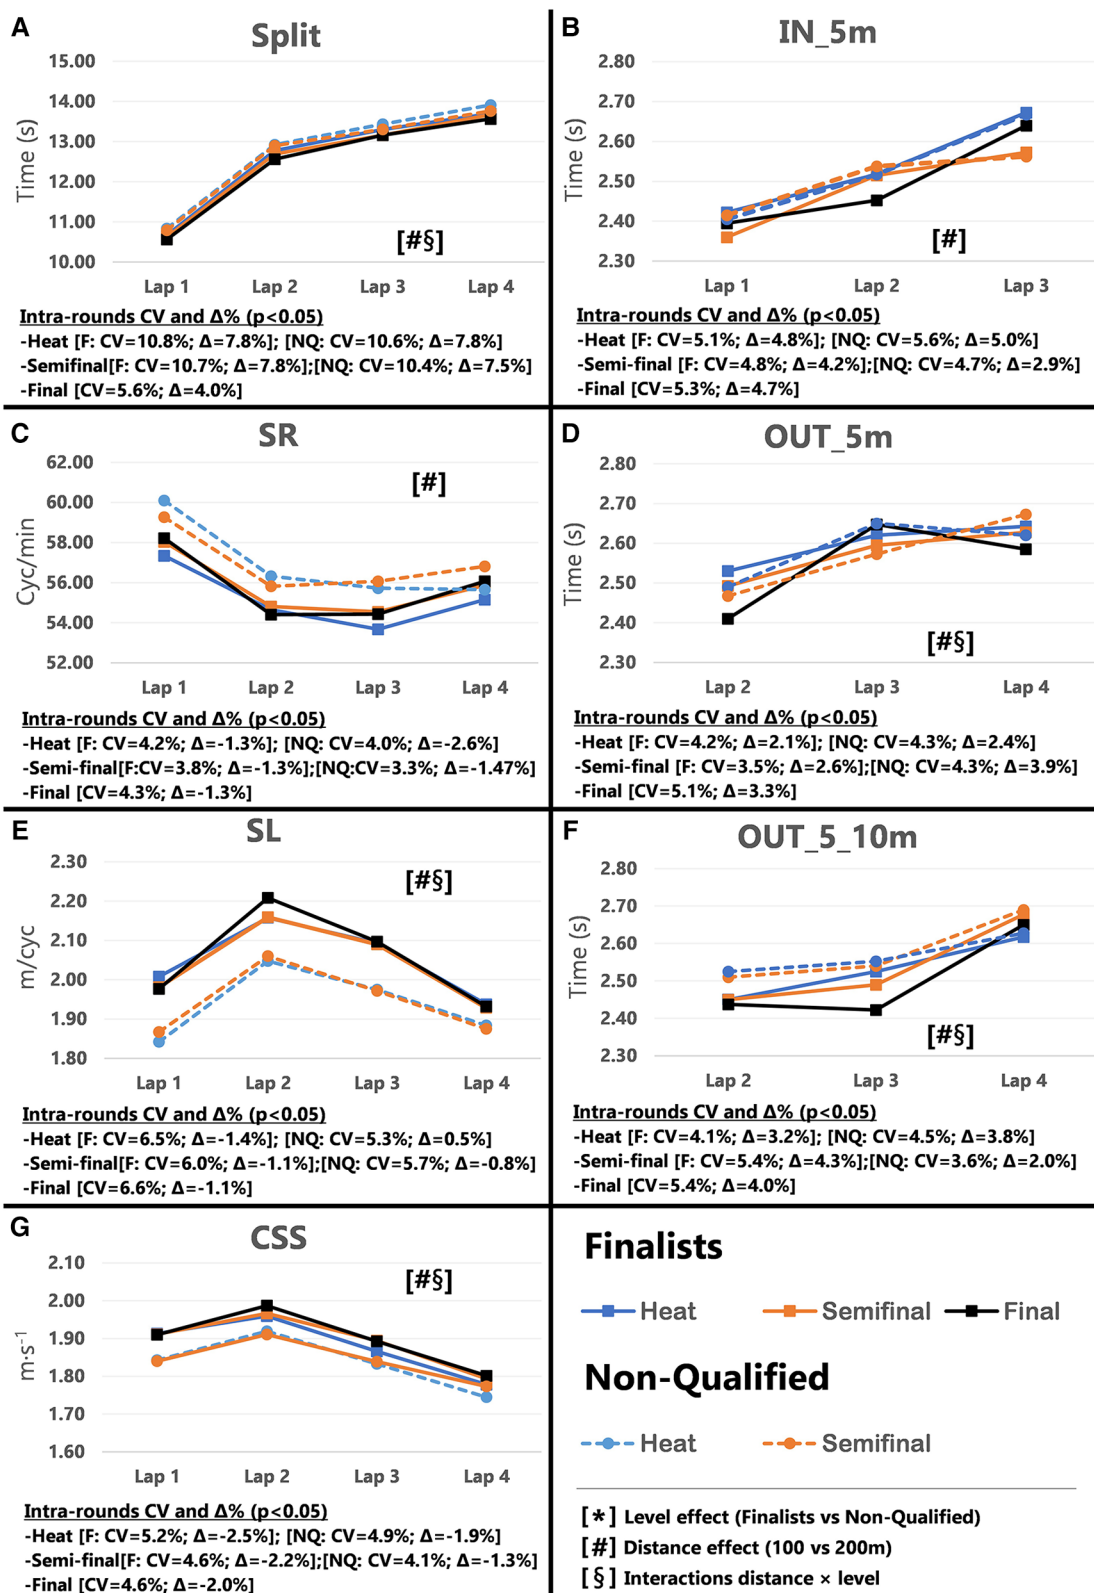 A
Split
Time (s)
15.00
14.00
13.00
12.00
11.00
10.00
[#§]
Lap 1 Lap 2 Lap 3 Lap 4
Intra-rounds CV and Δ% (p<0.05)
-Heat [F: CV=10.8%; Δ=7.8%]; [NQ: CV=10.6%; Δ=7.8%]
-Semifinal[F: CV=10.7%; Δ=7.8%];[NQ: CV=10.4%; Δ=7.5%]
-Final [CV=5.6%; Δ=4.0%]
B
IN_5m
Time (s)
2.80
2.70
2.60
2.50
2.40
2.30
[#]
Lap 1 Lap 2 Lap 3
Intra-rounds CV and Δ% (p<0.05)
-Heat [F: CV=5.1%; Δ=4.8%]; [NQ: CV=5.6%; Δ=5.0%]
-Semi-final [F: CV=4.8%; Δ=4.2%];[NQ: CV=4.7%; Δ=2.9%]
-Final [CV=5.3%; Δ=4.7%]
C
SR
Cyc/min
62.00
60.00
58.00
56.00
54.00
52.00
[#]
Lap 1 Lap 2 Lap 3 Lap 4
Intra-rounds CV and Δ% (p<0.05)
-Heat [F: CV=4.2%; Δ=-1.3%]; [NQ: CV=4.0%; Δ=-2.6%]
-Semi-final[F:CV=3.8%; Δ=-1.3%];[NQ:CV=3.3%; Δ=-1.47%]
-Final [CV=4.3%; Δ=-1.3%]
D
OUT_5m
Time (s)
2.80
2.70
2.60
2.50
2.40
2.30
[#§]
Lap 2 Lap 3 Lap 4
Intra-rounds CV and Δ% (p<0.05)
-Heat [F: CV=4.2%; Δ=2.1%]; [NQ: CV=4.3%; Δ=2.4%]
-Semi-final [F: CV=3.5%; Δ=2.6%];[NQ: CV=4.3%; Δ=3.9%]
-Final [CV=5.1%; Δ=3.3%]
E
SL
m/cyc
2.30
2.20
2.10
2.00
1.90
1.80
[#§]
Lap 1 Lap 2 Lap 3 Lap 4
Intra-rounds CV and Δ% (p<0.05)
-Heat [F: CV=6.5%; Δ=-1.4%]; [NQ: CV=5.3%; Δ=0.5%]
-Semi-final[F: CV=6.0%; Δ=-1.1%];[NQ: CV=5.7%; Δ=-0.8%]
-Final [CV=6.6%; Δ=-1.1%]
F
OUT_5_10m
Time (s)
2.80
2.70
2.60
2.50
2.40
2.30
[#§]
Lap 2 Lap 3 Lap 4
Intra-rounds CV and Δ% (p<0.05)
-Heat [F: CV=4.1%; Δ=3.2%]; [NQ: CV=4.5%; Δ=3.8%]
-Semi-final [F: CV=5.4%; Δ=4.3%];[NQ: CV=3.6%; Δ=2.0%]
-Final [CV=5.4%; Δ=4.0%]
G
CSS
m·s⁻¹
2.10
2.00
1.90
1.80
1.70
1.60
[#§]
Lap 1 Lap 2 Lap 3 Lap 4
Intra-rounds CV and Δ% (p<0.05)
-Heat [F: CV=5.2%; Δ=-2.5%]; [NQ: CV=4.9%; Δ=-1.9%]
-Semi-final[F: CV=4.6%; Δ=-2.2%];[NQ: CV=4.1%; Δ=-1.3%]
-Final [CV=4.6%; Δ=-2.0%]
Finalists
Heat Semifinal Final
Non-Qualified
Heat Semifinal
[*] Level effect (Finalists vs Non-Qualified)
[#] Distance effect (100 vs 200m)
[§] Interactions distance × level